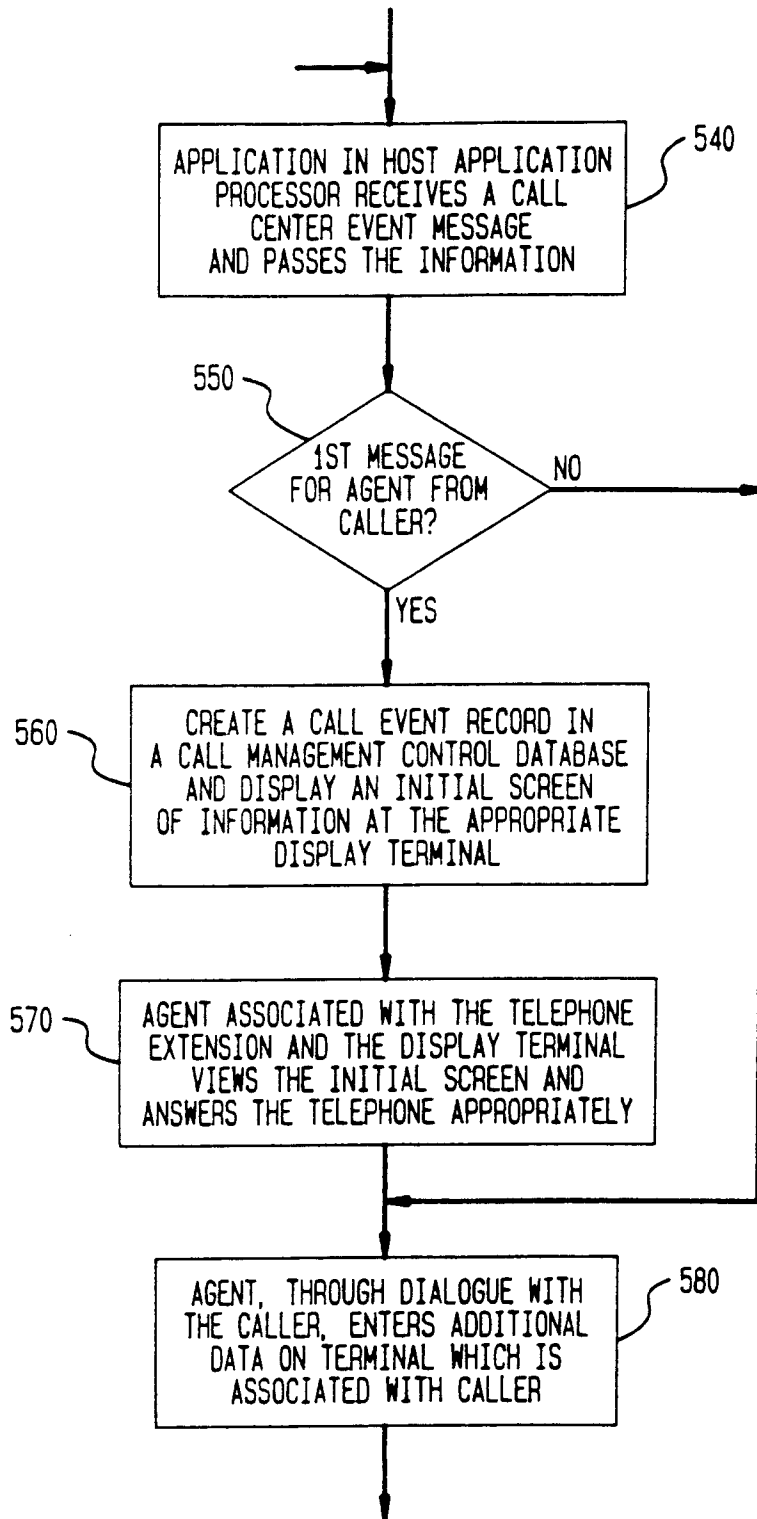 540
APPLICATION IN HOST APPLICATION
PROCESSOR RECEIVES A CALL
CENTER EVENT MESSAGE
AND PASSES THE INFORMATION
550
1ST MESSAGE
FOR AGENT FROM
CALLER?
NO
YES
560
CREATE A CALL EVENT RECORD IN
A CALL MANAGEMENT CONTROL DATABASE
AND DISPLAY AN INITIAL SCREEN
OF INFORMATION AT THE APPROPRIATE
DISPLAY TERMINAL
570
AGENT ASSOCIATED WITH THE TELEPHONE
EXTENSION AND THE DISPLAY TERMINAL
VIEWS THE INITIAL SCREEN AND
ANSWERS THE TELEPHONE APPROPRIATELY
580
AGENT, THROUGH DIALOGUE WITH
THE CALLER, ENTERS ADDITIONAL
DATA ON TERMINAL WHICH IS
ASSOCIATED WITH CALLER